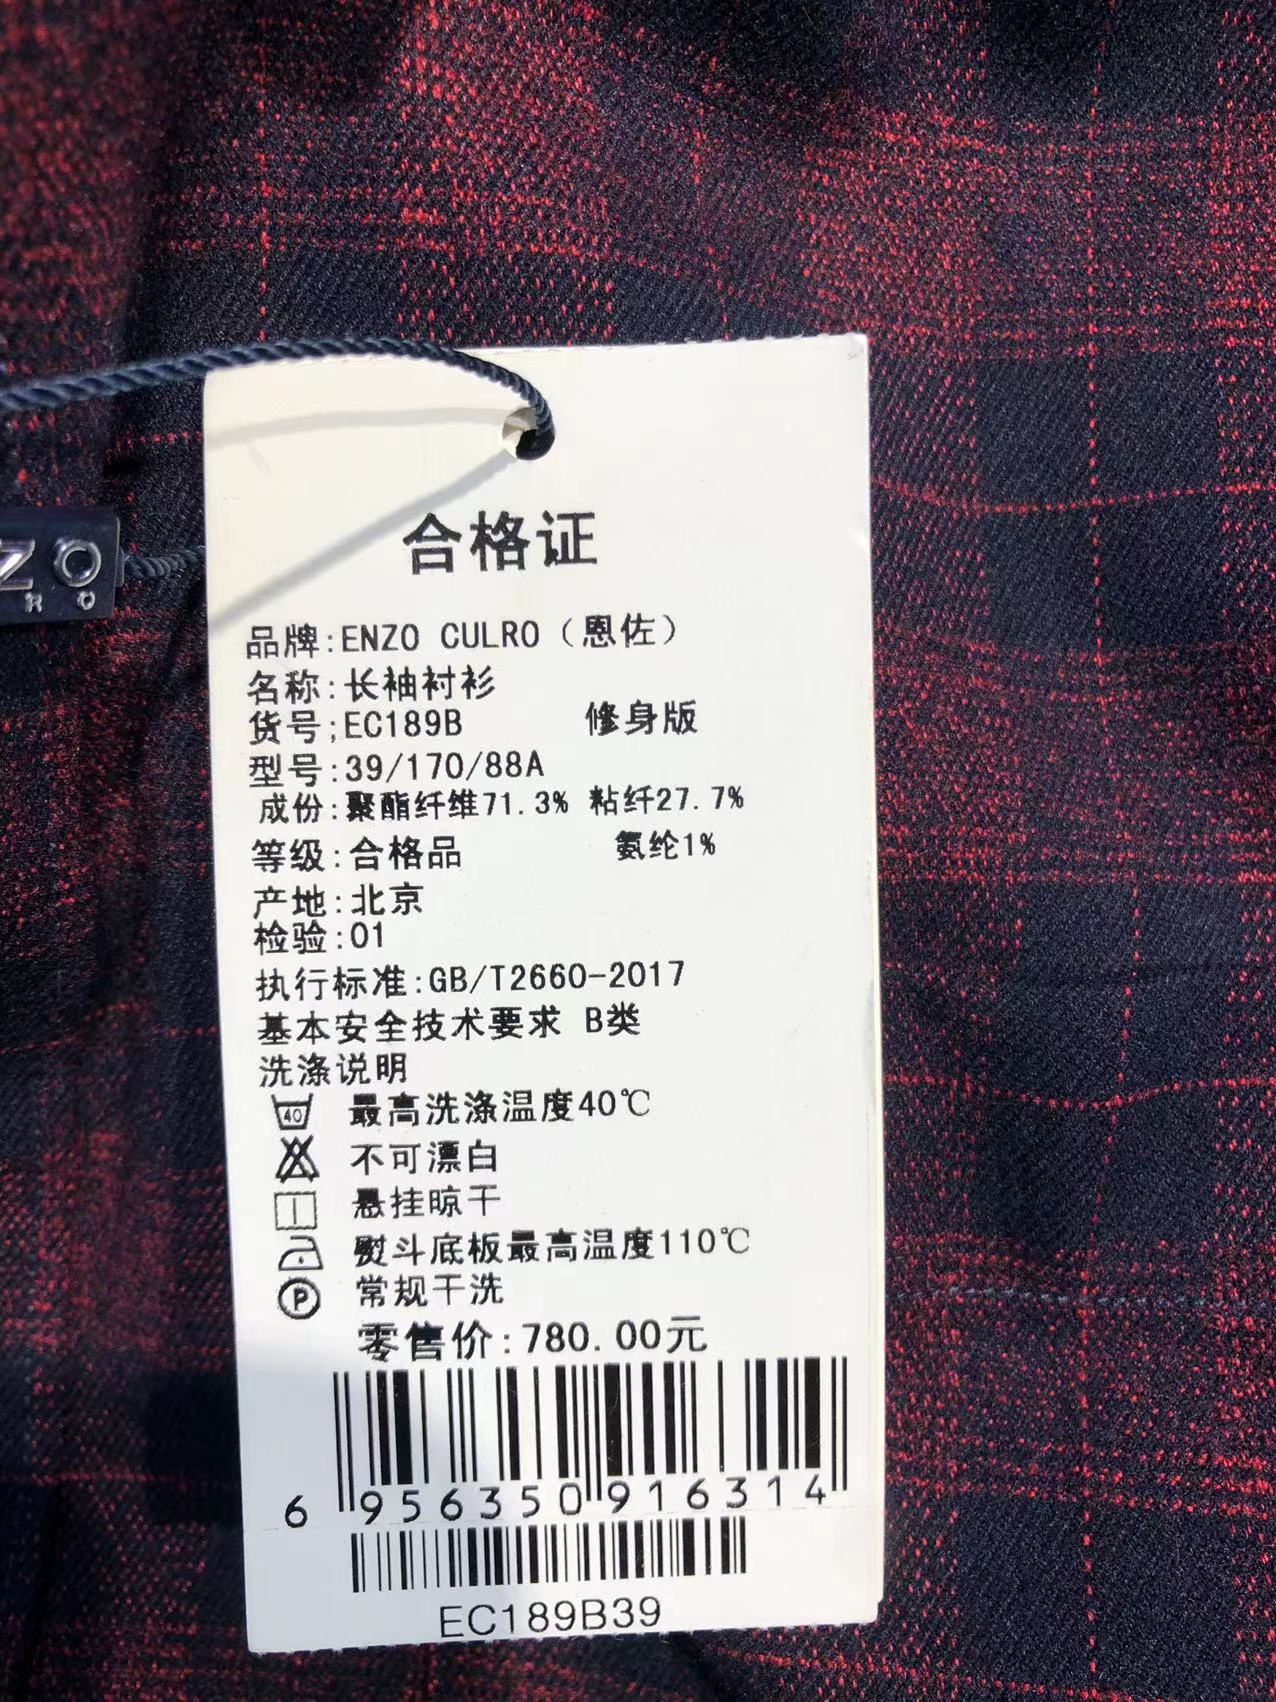 ZO
RO
合格证
品牌:ENZO CULRO（恩佐）
名称:长袖衬衫
货号;EC189B 修身版
型号:39/170/88A
成份:聚酯纤维71.3% 粘纤27.7%
等级:合格品 氨纶1%
产地:北京
检验:01
执行标准:GB/T2660-2017
基本安全技术要求 B类
洗涤说明
40 最高洗涤温度40℃
不可漂白
悬挂晾干
熨斗底板最高温度110℃
P 常规干洗
零售价:780.00元
6 956350 916314
EC189B39